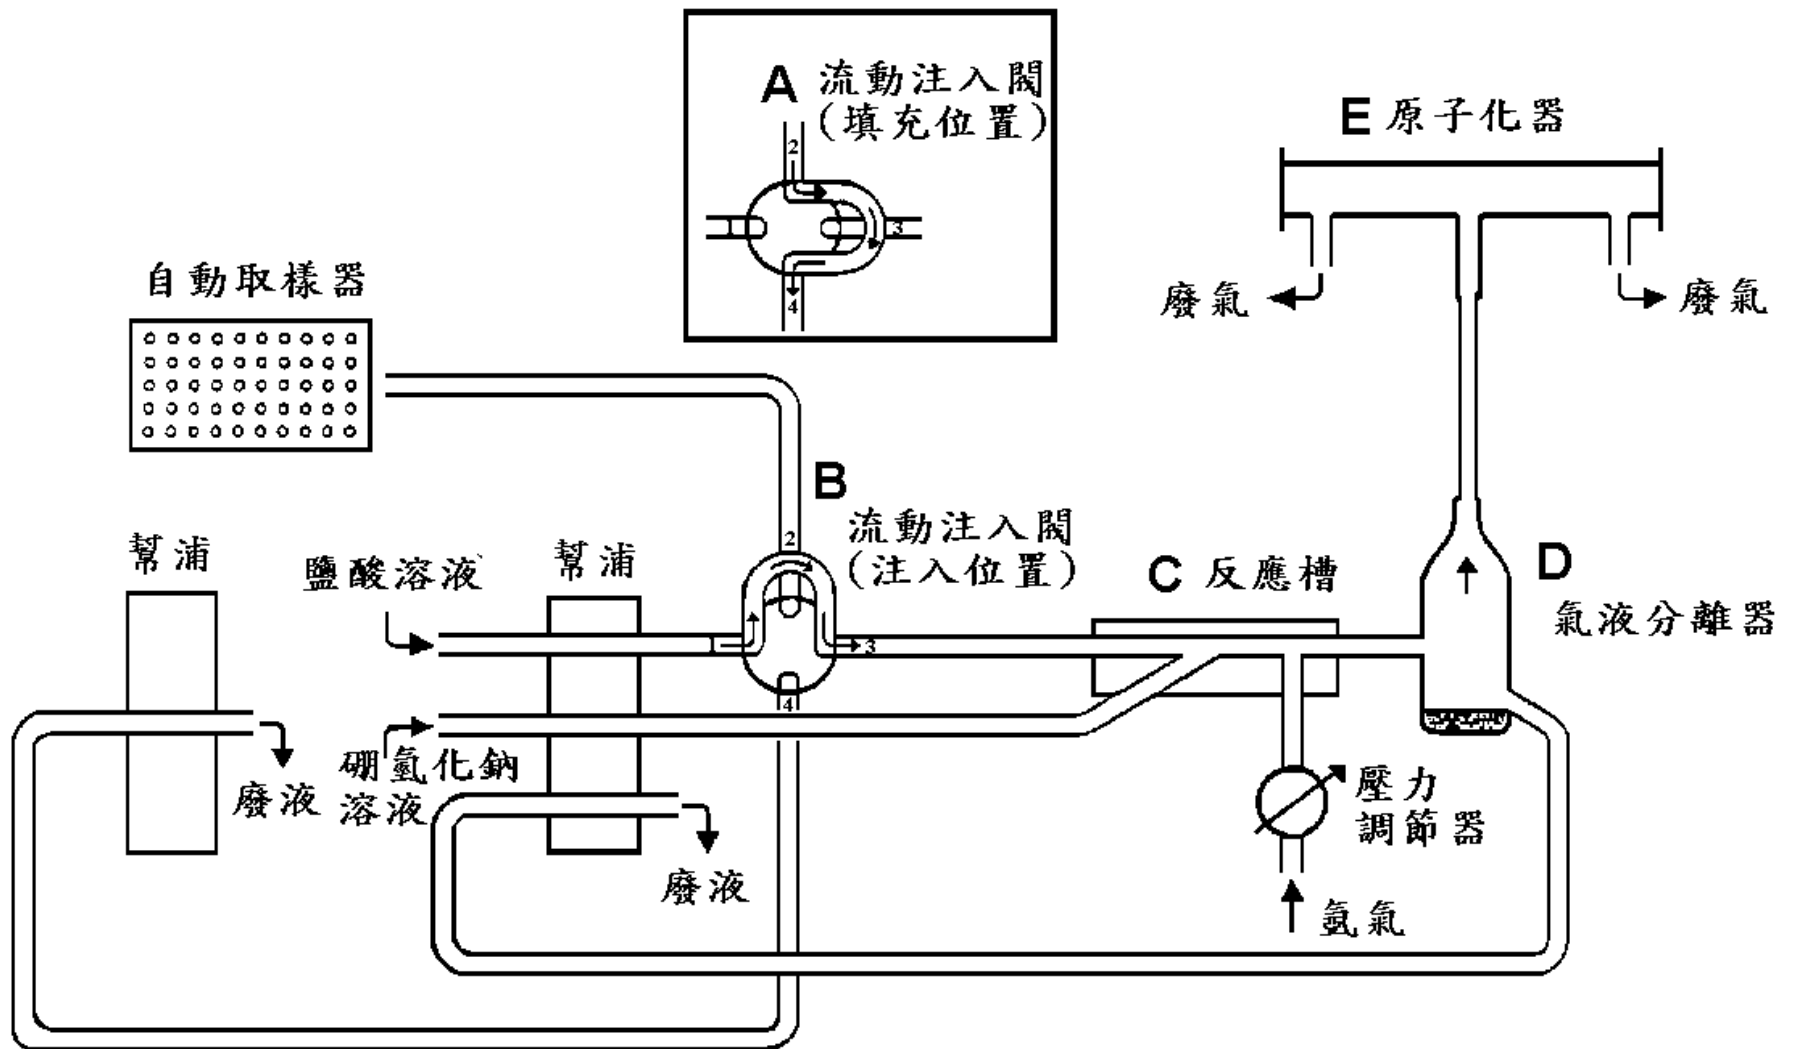 A 流動注入閥
(填充位置)
2
3
4
E 原子化器
廢氣
廢氣
自動取樣器
B
流動注入閥
(注入位置)
2
3
4
幫浦
鹽酸溶液
幫浦
C 反應槽
D
氣液分離器
硼氫化鈉
溶液
廢液
廢液
壓力
調節器
氬氣